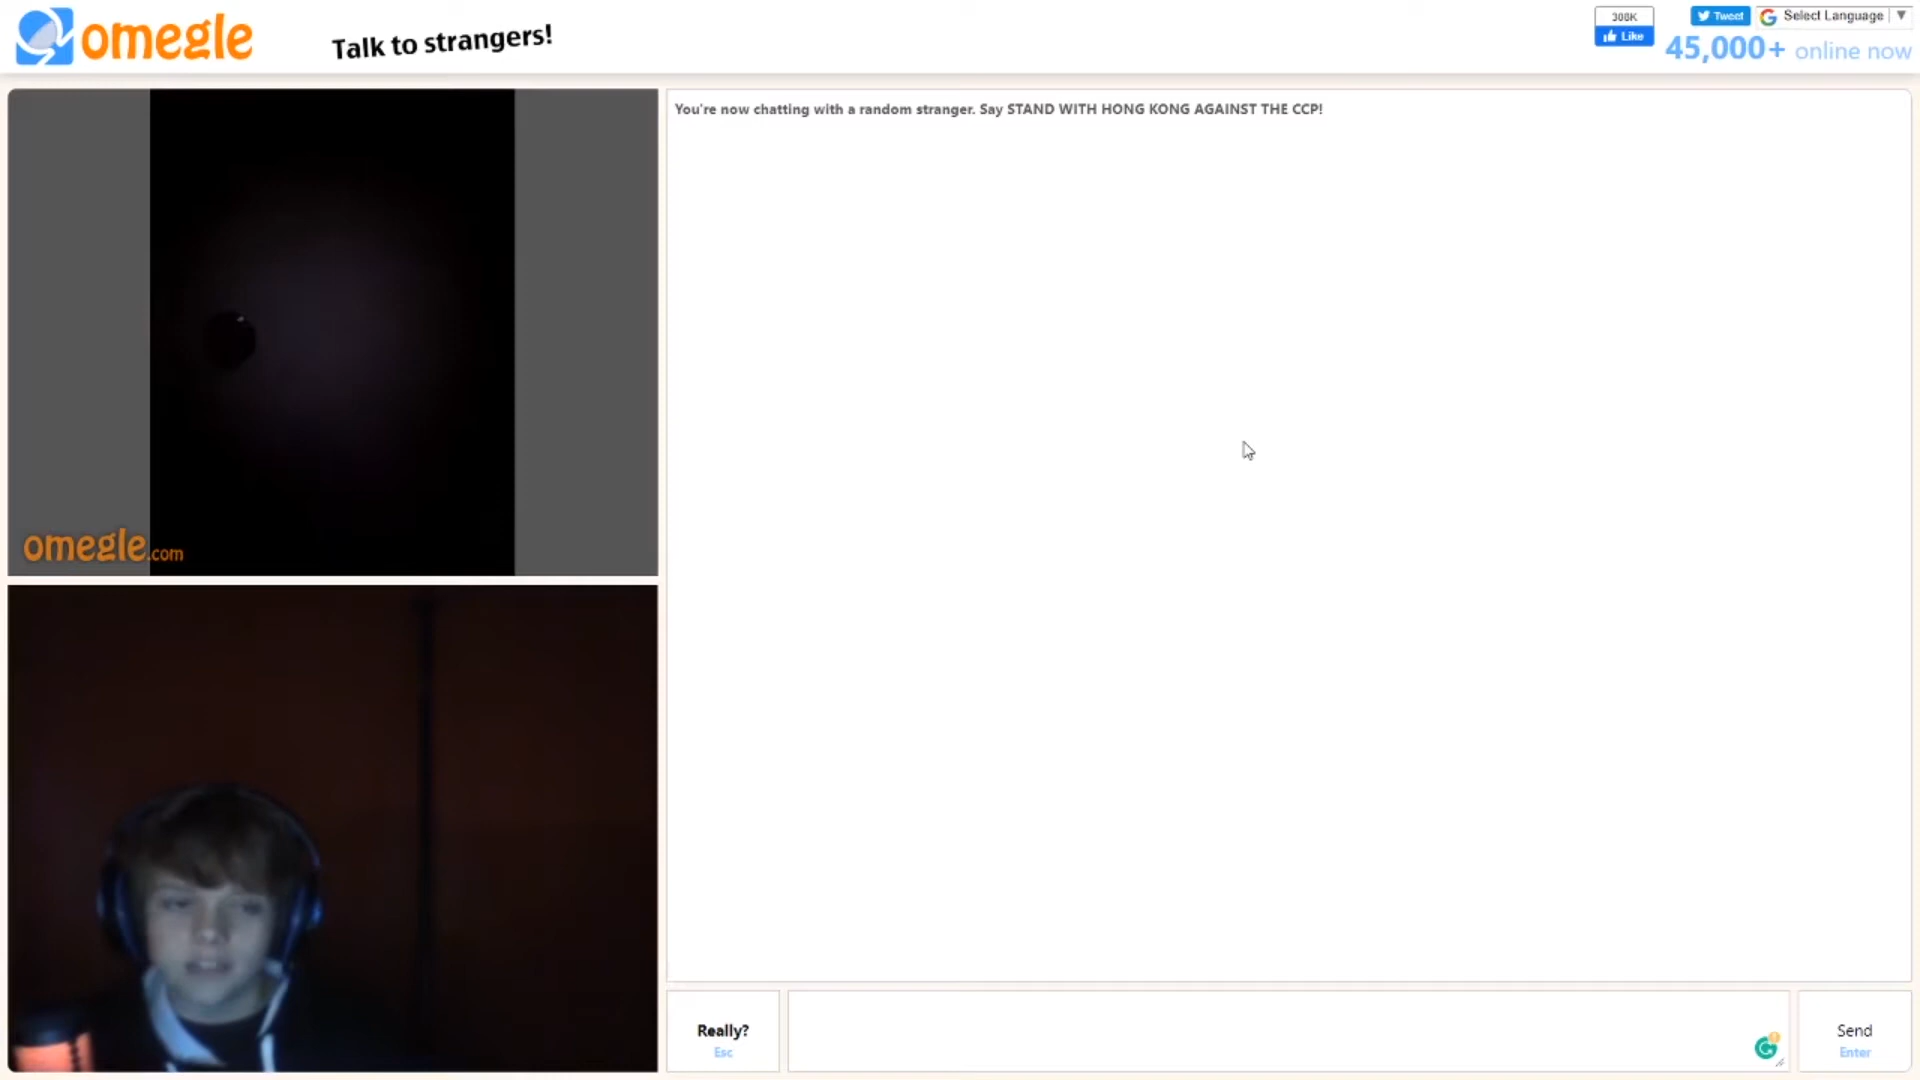 omegle
Talk to strangers!
308K
Like
Tweet
Select Language
45,000+ online now
You're now chatting with a random stranger. Say STAND WITH HONG KONG AGAINST THE CCP!
omegle.com
Really?
Esc
Send
Enter